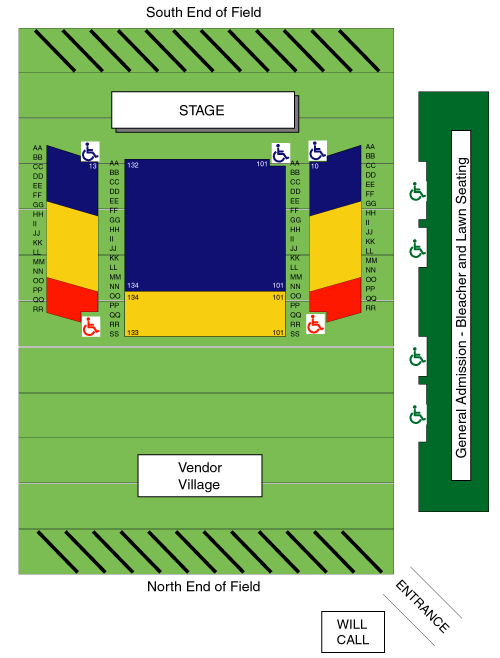 South End of Field
STAGE
AA
BB
CC
DD
EE
FF
GG
HH
II
JJ
KK
LL
MM
NN
OO
PP
QQ
RR
13
AA
BB
CC
DD
EE
FF
GG
HH
II
JJ
KK
LL
MM
NN
OO
PP
QQ
RR
SS
132 101
134 101
134 101
133 101
AA
BB
CC
DD
EE
FF
GG
HH
II
JJ
KK
LL
MM
NN
OO
PP
QQ
RR
SS
10
AA
BB
CC
DD
EE
FF
GG
HH
II
JJ
KK
LL
MM
NN
OO
PP
QQ
RR
General Admission - Bleacher and Lawn Seating
Vendor
Village
North End of Field
ENTRANCE
WILL
CALL